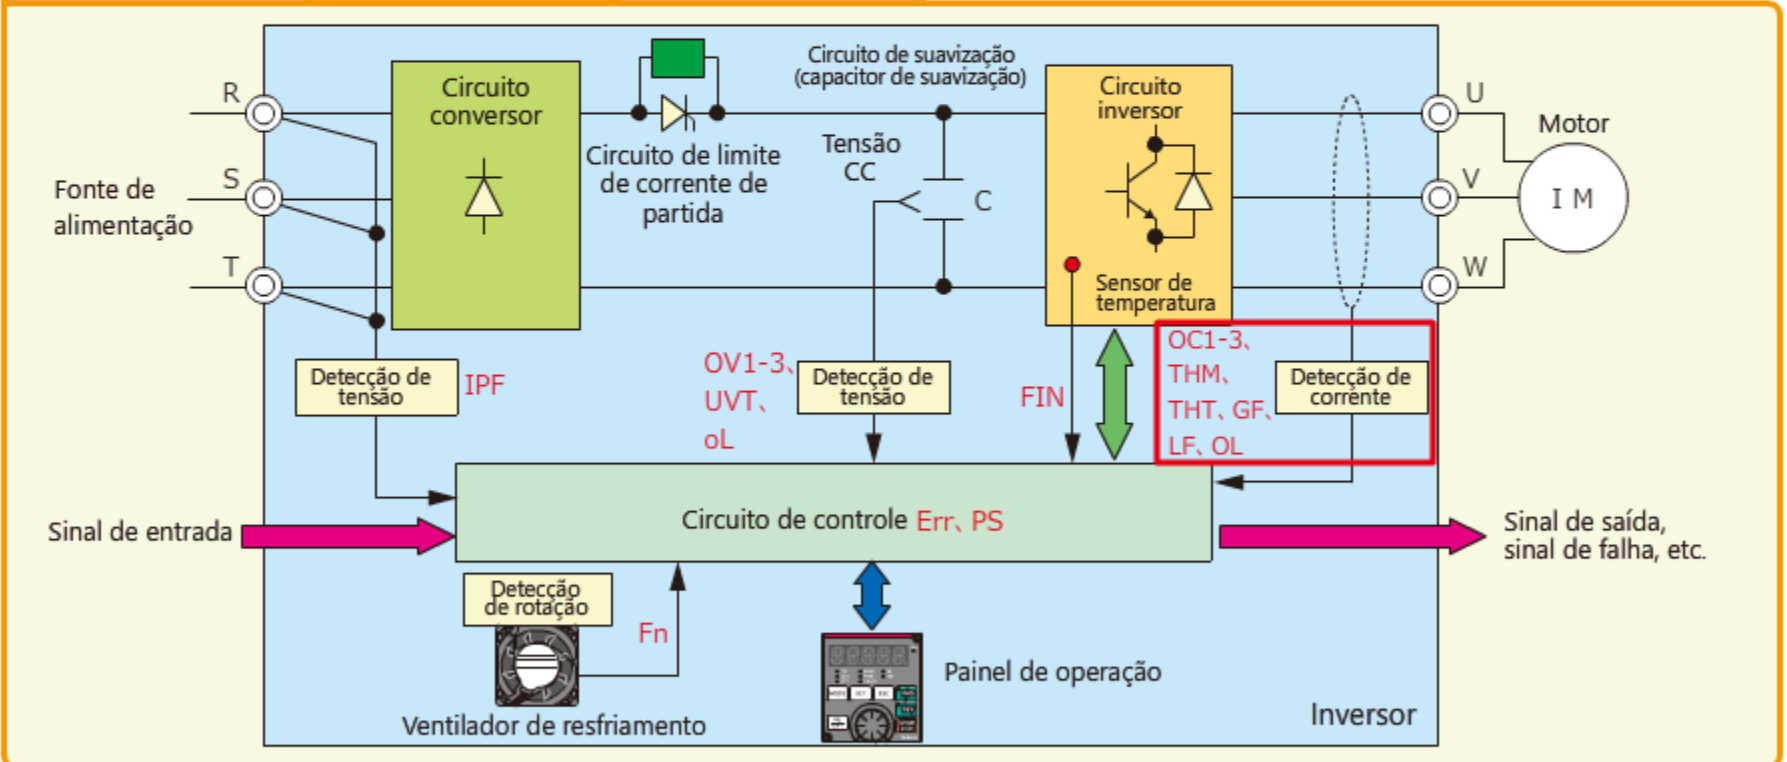 Circuito de suavização
(capacitor de suavização)
Circuito
conversor
Circuito
inversor
R
U
Motor
Tensão
CC
Circuito de limite
de corrente de
partida
Fonte de
alimentação
S
C
V
I M
T
W
Sensor de
temperatura
Detecção de
tensão
IPF
OV1-3、
UVT、
oL
Detecção de
tensão
FIN
OC1-3、
THM、
THT、GF、
LF、OL
Detecção de
corrente
Sinal de entrada
Circuito de controle Err、PS
Sinal de saída,
sinal de falha, etc.
Detecção
de rotação
Fn
Ventilador de resfriamento
Painel de operação
Inversor